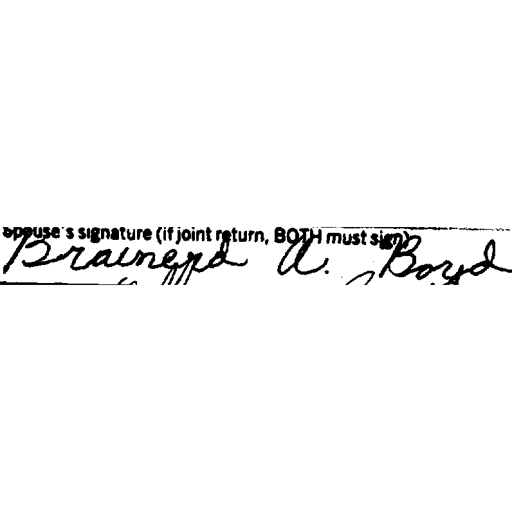 Spouse's signature (if joint return, BOTH must sign)
Brainerd A. Boyd